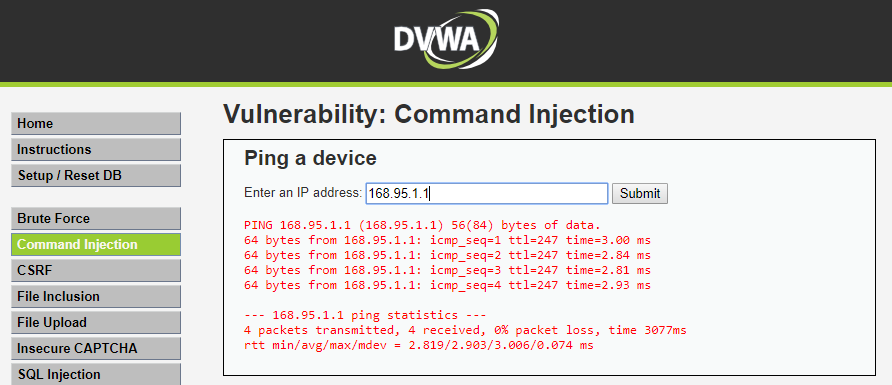 DVWA
Home
Instructions
Setup / Reset DB
Brute Force
Command Injection
CSRF
File Inclusion
File Upload
Insecure CAPTCHA
SQL Injection
Vulnerability: Command Injection
Ping a device
Enter an IP address: 168.95.1.1 Submit
PING 168.95.1.1 (168.95.1.1) 56(84) bytes of data.
64 bytes from 168.95.1.1: icmp_seq=1 ttl=247 time=3.00 ms
64 bytes from 168.95.1.1: icmp_seq=2 ttl=247 time=2.84 ms
64 bytes from 168.95.1.1: icmp_seq=3 ttl=247 time=2.81 ms
64 bytes from 168.95.1.1: icmp_seq=4 ttl=247 time=2.93 ms
--- 168.95.1.1 ping statistics ---
4 packets transmitted, 4 received, 0% packet loss, time 3077ms
rtt min/avg/max/mdev = 2.819/2.903/3.006/0.074 ms